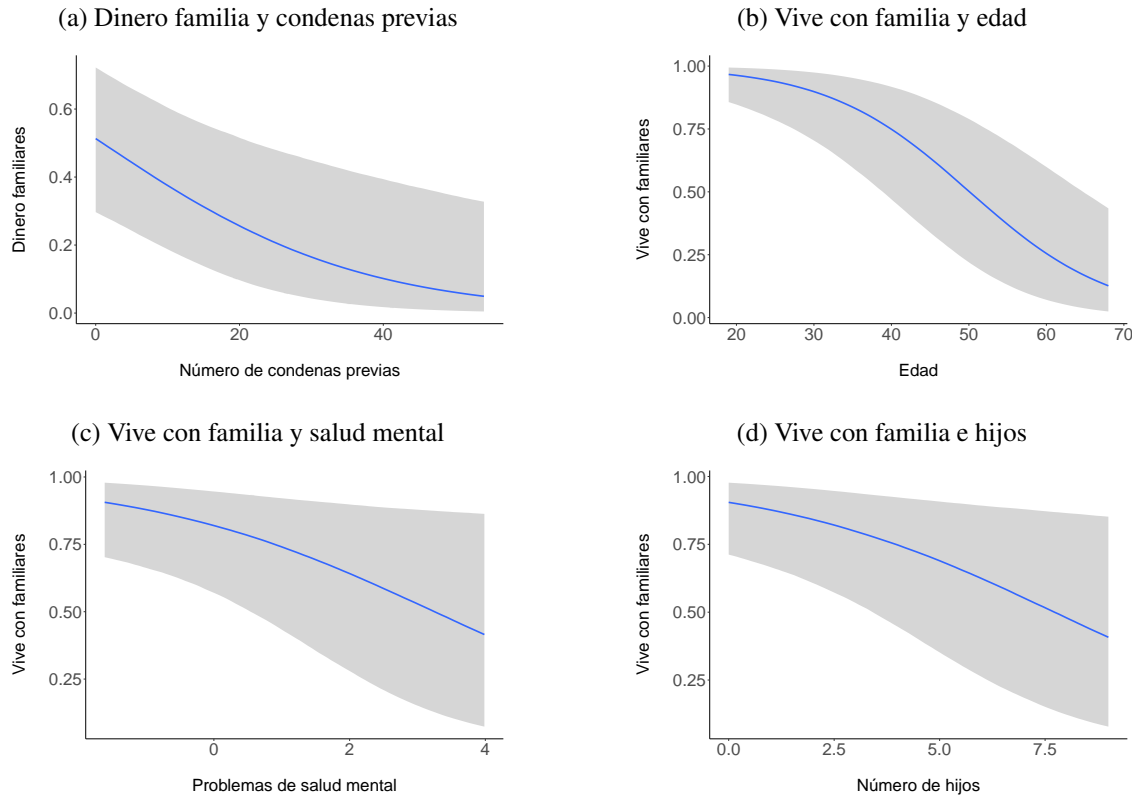 (a) Dinero familia y condenas previas
0.6
0.4
0.2
0.0
Dinero familiares
0 20 40
Número de condenas previas
(b) Vive con familia y edad
1.00
0.75
0.50
0.25
0.00
Vive con familiares
20 30 40 50 60 70
Edad
(c) Vive con familia y salud mental
1.00
0.75
0.50
0.25
Vive con familiares
0 2 4
Problemas de salud mental
(d) Vive con familia e hijos
1.00
0.75
0.50
0.25
Vive con familiares
0.0 2.5 5.0 7.5
Número de hijos